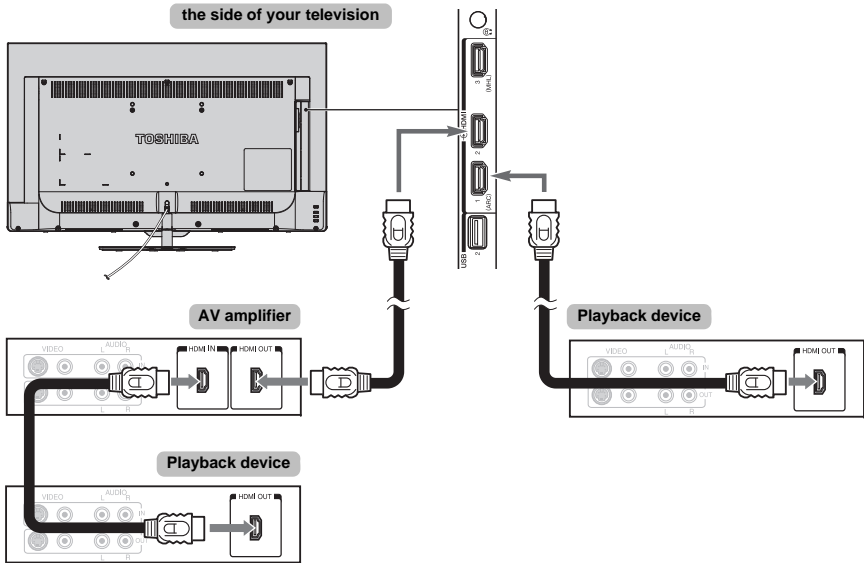 the side of your television
TOSHIBA
HDMI
3
(MHL)
2
1
(ARC)
USB
2
AV amplifier
VIDEO
AUDIO
L
R
IN
OUT
L
R
HDMI IN
HDMI OUT
Playback device
VIDEO
AUDIO
L
R
IN
OUT
L
R
HDMI OUT
Playback device
VIDEO
AUDIO
L
R
IN
OUT
L
R
HDMI OUT